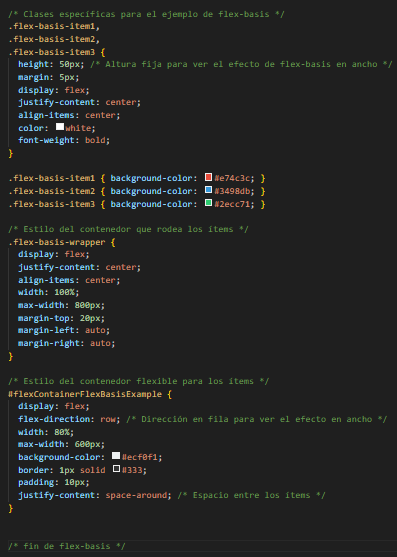 /* Clases específicas para el ejemplo de flex-basis */
.flex-basis-item1,
.flex-basis-item2,
.flex-basis-item3 {
  height: 50px; /* Altura fija para ver el efecto de flex-basis en ancho */
  margin: 5px;
  display: flex;
  justify-content: center;
  align-items: center;
  color: white;
  font-weight: bold;
}

.flex-basis-item1 { background-color: #e74c3c; }
.flex-basis-item2 { background-color: #3498db; }
.flex-basis-item3 { background-color: #2ecc71; }

/* Estilo del contenedor que rodea los ítems */
.flex-basis-wrapper {
  display: flex;
  justify-content: center;
  align-items: center;
  width: 100%;
  max-width: 800px;
  margin-top: 20px;
  margin-left: auto;
  margin-right: auto;
}

/* Estilo del contenedor flexible para los ítems */
#flexContainerFlexBasisExample {
  display: flex;
  flex-direction: row; /* Dirección en fila para ver el efecto en ancho */
  width: 80%;
  max-width: 600px;
  background-color: #ecf0f1;
  border: 1px solid #333;
  padding: 10px;
  justify-content: space-around; /* Espacio entre los ítems */
}

/* fin de flex-basis */